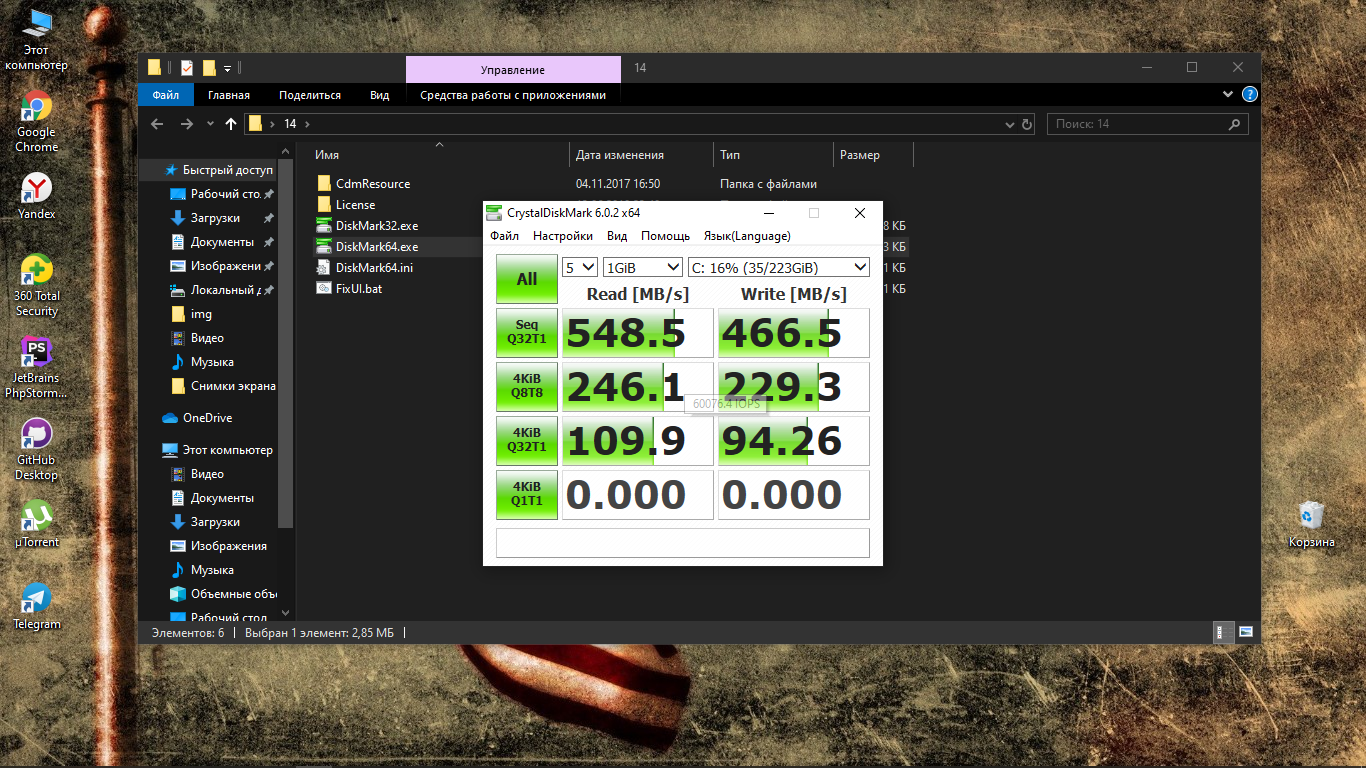 Этот
компьютер
Google
Chrome
Yandex
360 Total
Security
PS
JetBrains
PhpStorm...
GitHub
Desktop
µTorrent
Telegram
Корзина
Управление
14
Файл
Главная
Поделиться
Вид
Средства работы с приложениями
?
14
Поиск: 14
Быстрый доступ
Рабочий сто
Загрузки
Документы
Изображени
Локальный д
img
Видео
Музыка
Снимки экрана
OneDrive
Этот компьютер
Видео
Документы
Загрузки
Изображения
Музыка
Объемные объ
Рабочий стол
Имя
Дата изменения
Тип
Размер
CdmResource
04.11.2017 16:50
Папка с файлами
License
DiskMark32.exe
8 КБ
DiskMark64.exe
3 КБ
DiskMark64.ini
1 КБ
FixUI.bat
1 КБ
CrystalDiskMark 6.0.2 x64
Файл Настройки Вид Помощь Язык(Language)
All
5
1GiB
C: 16% (35/223GiB)
Read [MB/s]
Write [MB/s]
Seq
Q32T1
548.5
466.5
4KiB
Q8T8
246.1
229.3
60076.4 IOPS
4KiB
Q32T1
109.9
94.26
4KiB
Q1T1
0.000
0.000
Элементов: 6
Выбран 1 элемент: 2,85 МБ